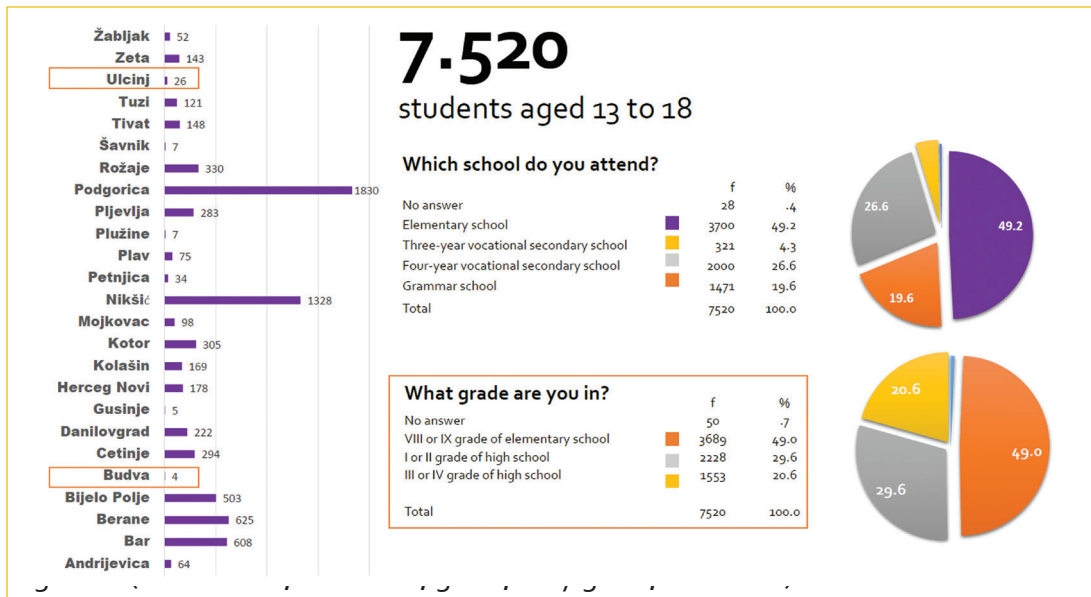 Žabljak 52
Zeta 143
Ulcinj 26
Tuzi 121
Tivat 148
Šavnik 7
Rožaje 330
Podgorica 1830
Pljevlja 283
Plužine 7
Plav 75
Petnjica 34
Nikšić 1328
Mojkovac 98
Kotor 305
Kolašin 169
Herceg Novi 178
Gusinje 5
Danilovgrad 222
Cetinje 294
Budva 4
Bijelo Polje 503
Berane 625
Bar 608
Andrijevica 64
7.520
students aged 13 to 18
Which school do you attend?
f %
No answer 28 .4
Elementary school 3700 49.2
Three-year vocational secondary school 321 4.3
Four-year vocational secondary school 2000 26.6
Grammar school 1471 19.6
Total 7520 100.0
26.6
49.2
19.6
What grade are you in?
f %
No answer 50 .7
VIII or IX grade of elementary school 3689 49.0
I or II grade of high school 2228 29.6
III or IV grade of high school 1553 20.6
Total 7520 100.0
20.6
49.0
29.6